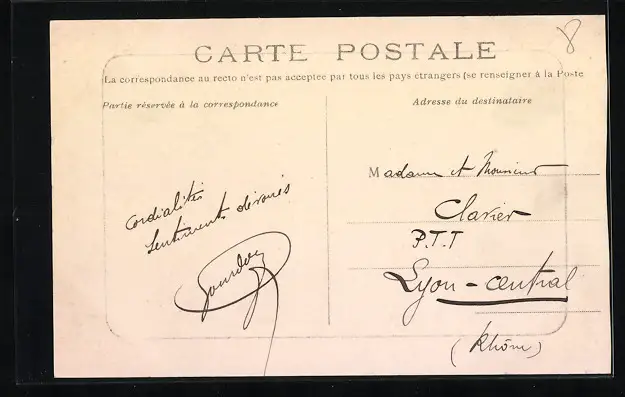 CARTE POSTALE
La correspondance au recto n'est pas acceptée par tous les pays étrangers (se renseigner à la Poste
Partie réservée à la correspondance
Adresse du destinataire
Cordialités
Sentiments dévoués
Madame et Monsieur
Clavier
P.T.T
Lyon-central
(Rhône)
8